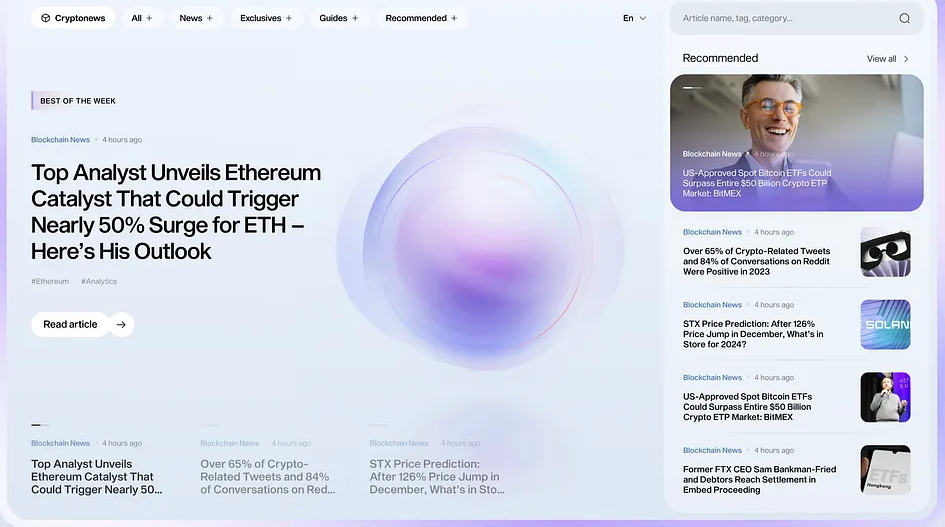 Cryptonews
All +
News +
Exclusives +
Guides +
Recommended +
En
Article name, tag, category...
BEST OF THE WEEK
Blockchain News • 4 hours ago
Top Analyst Unveils Ethereum
Catalyst That Could Trigger
Nearly 50% Surge for ETH –
Here's His Outlook
#Ethereum #Analytics
Read article →
Blockchain News • 4 hours ago
Top Analyst Unveils
Ethereum Catalyst That
Could Trigger Nearly 50...
Blockchain News • 4 hours ago
Over 65% of Crypto-
Related Tweets and 84%
of Conversations on Red...
Blockchain News • 4 hours ago
STX Price Prediction:
After 126% Price Jump in
December, What's in Sto...
Recommended
View all
Blockchain News • 4 hours ago
US-Approved Spot Bitcoin ETFs Could
Surpass Entire $50 Billion Crypto ETP
Market: BitMEX
Blockchain News • 4 hours ago
Over 65% of Crypto-Related Tweets
and 84% of Conversations on Reddit
Were Positive in 2023
Blockchain News • 4 hours ago
STX Price Prediction: After 126%
Price Jump in December, What's in
Store for 2024?
SOLAN
Blockchain News • 4 hours ago
US-Approved Spot Bitcoin ETFs
Could Surpass Entire $50 Billion
Crypto ETP Market: BitMEX
Blockchain News • 4 hours ago
Former FTX CEO Sam Bankman-Fried
and Debtors Reach Settlement in
Embed Proceeding
ETFs
Hongkong